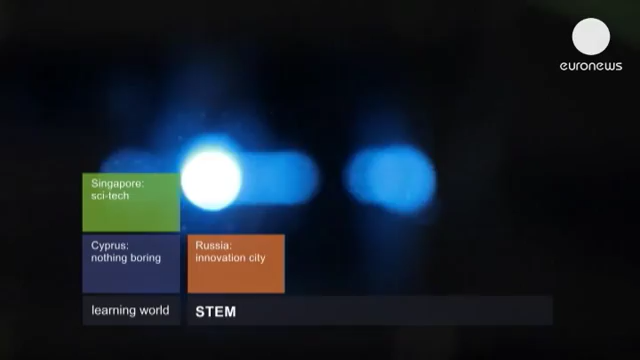 euronews
Singapore:
sci-tech
Cyprus:
nothing boring
Russia:
innovation city
learning world
STEM